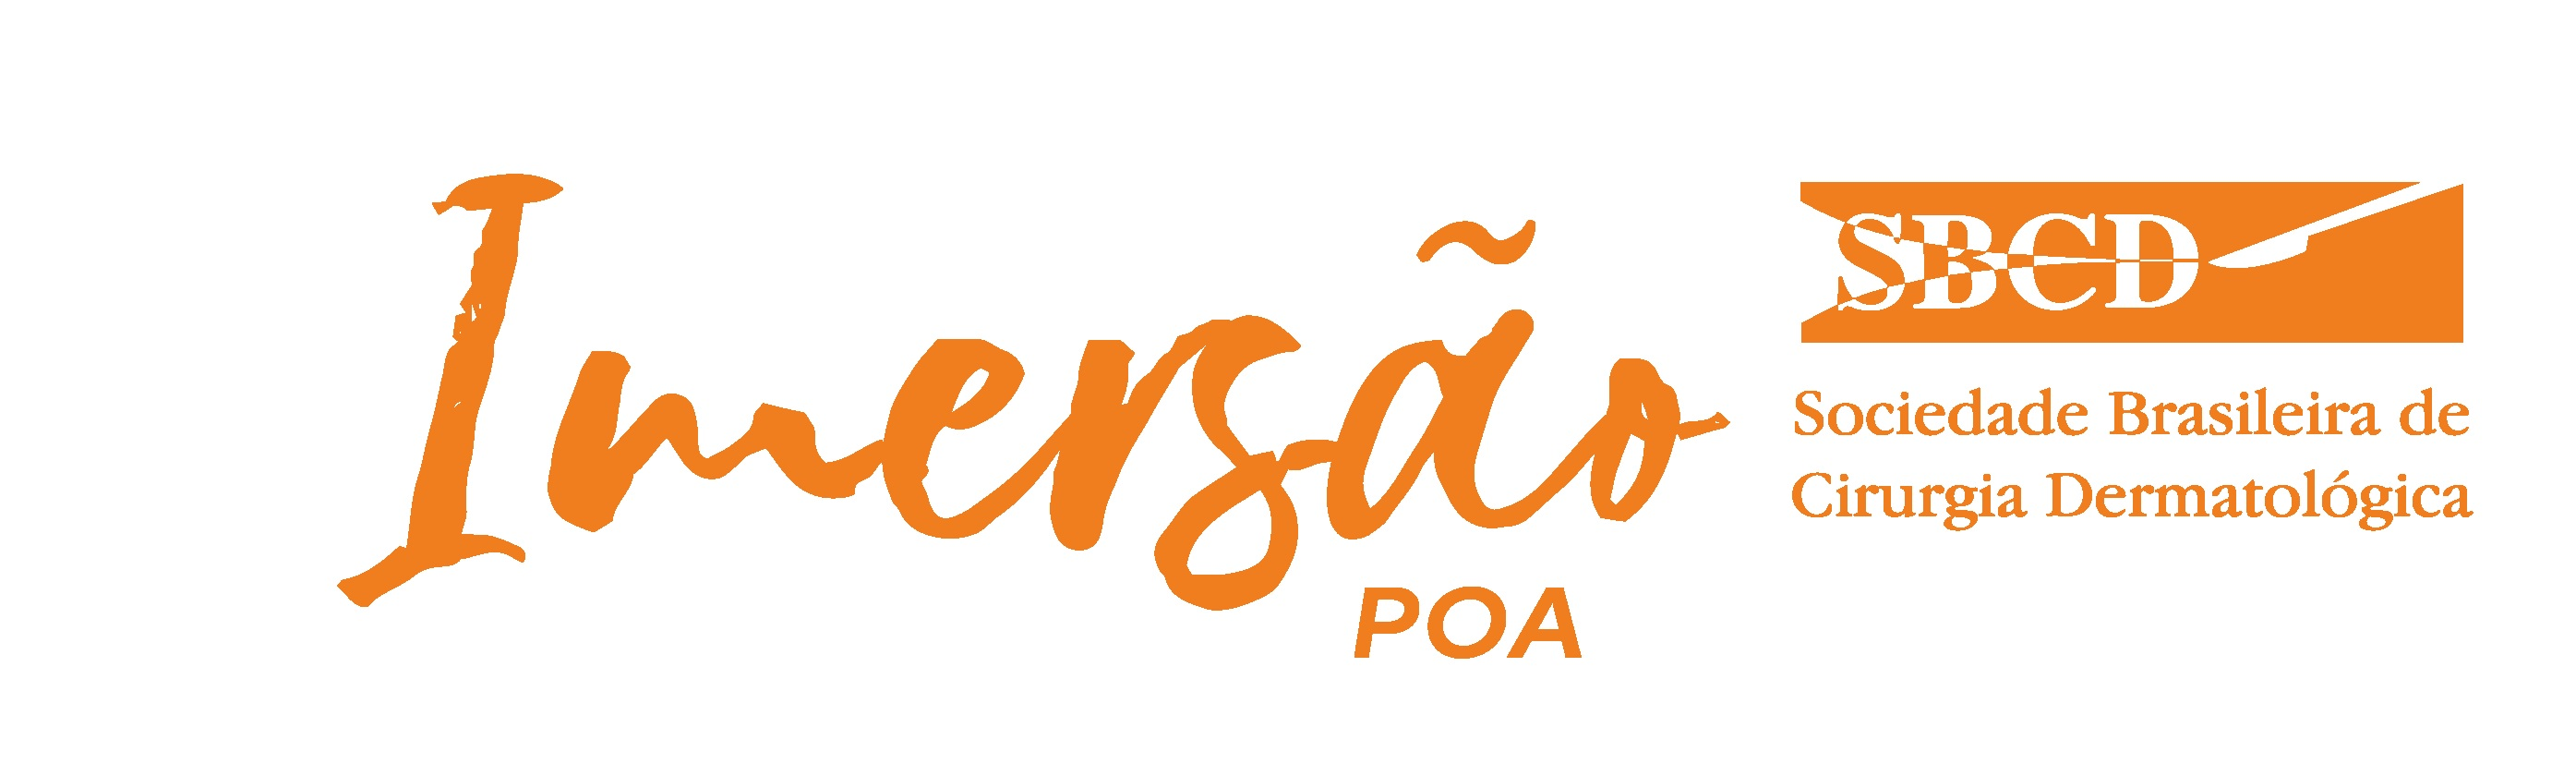 Imersão
POA
SBCD
Sociedade Brasileira de
Cirurgia Dermatológica